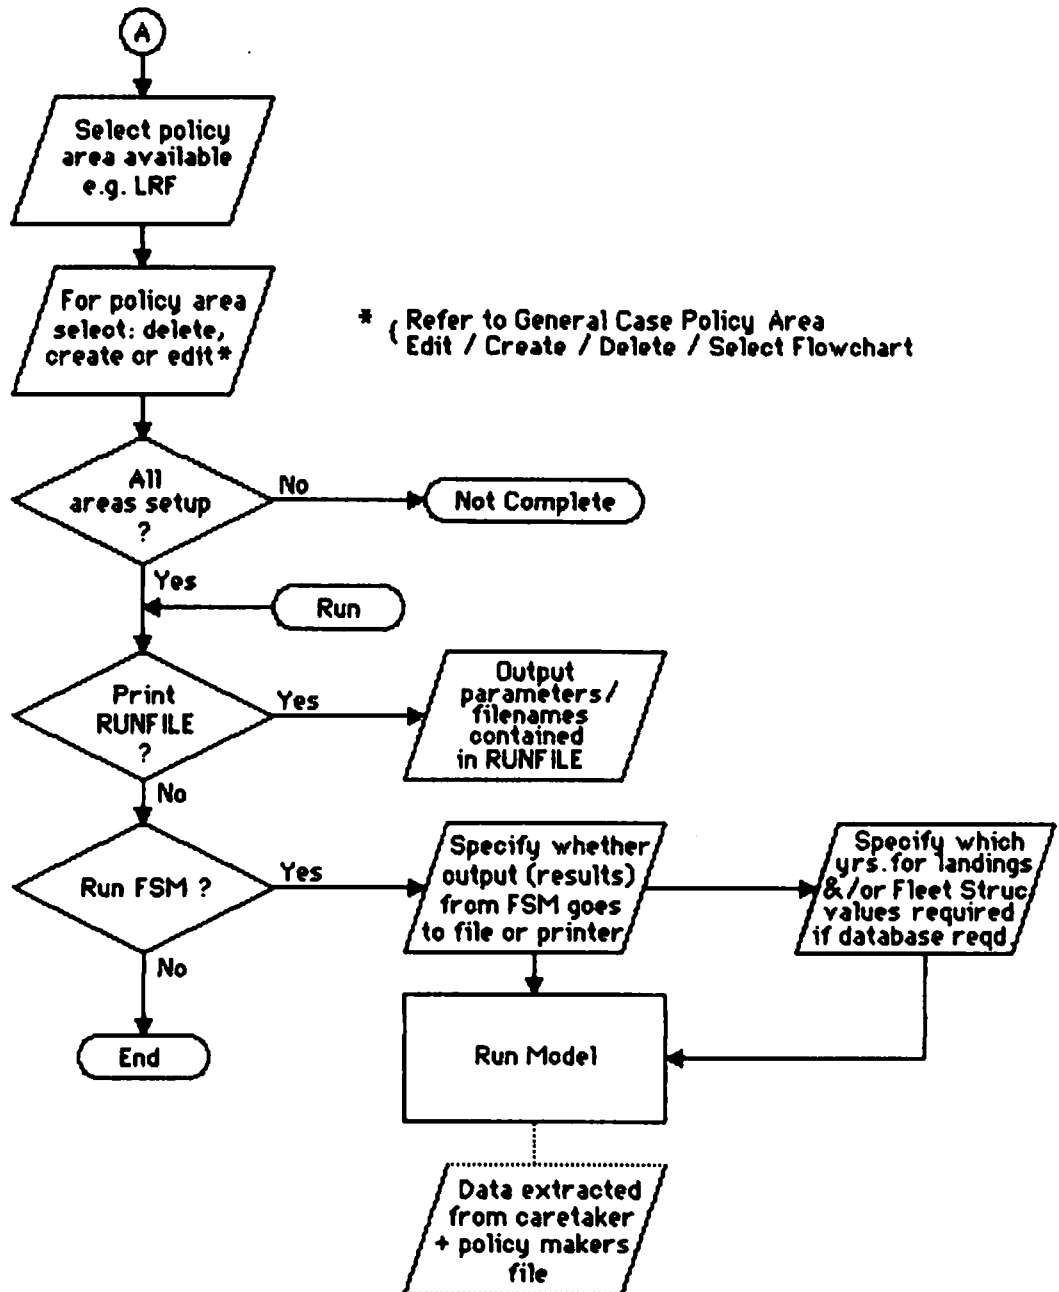 A
Select policy
area available
e.g. LRF
For policy area
select: delete,
create or edit*
* { Refer to General Case Policy Area
Edit / Create / Delete / Select Flowchart
All
areas setup
?
No
Not Complete
Yes
Run
Print
RUNFILE
?
Yes
Output
parameters/
filenames
contained
in RUNFILE
No
Run FSM ?
Yes
Specify whether
output (results)
from FSM goes
to file or printer
Specify which
yrs. for landings
& /or Fleet Struc
values required
if database reqd.
No
End
Run Model
Data extracted
from caretaker
+ policy makers
file